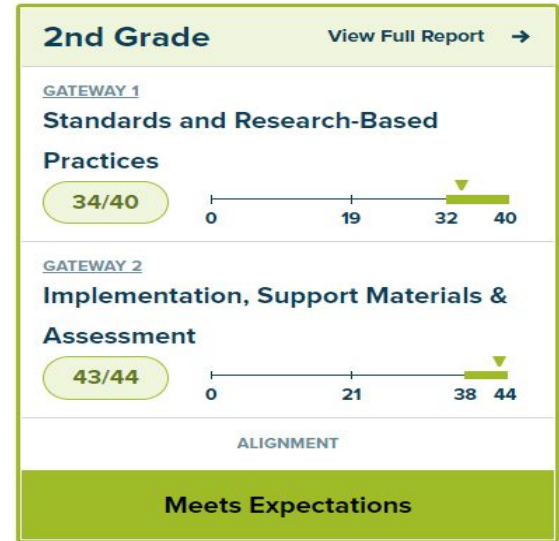 2nd Grade View Full Report →
GATEWAY 1
Standards and Research-Based
Practices
34/40
0 19 32 40
GATEWAY 2
Implementation, Support Materials &
Assessment
43/44
0 21 38 44
ALIGNMENT
Meets Expectations